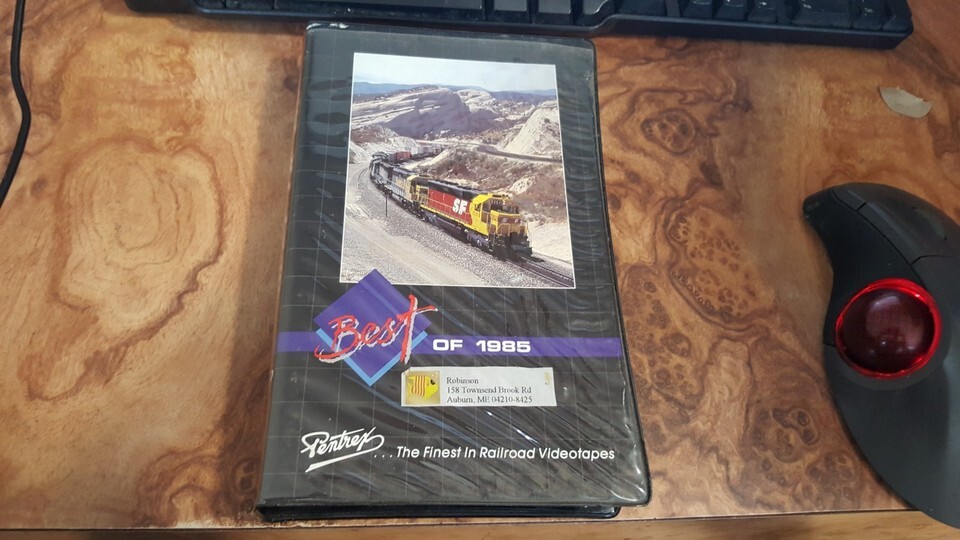 SF
Best OF 1985
Robinson
158 Townsend Brook Rd
Auburn, ME 04210-8425
Pentrex ...The Finest In Railroad Videotapes